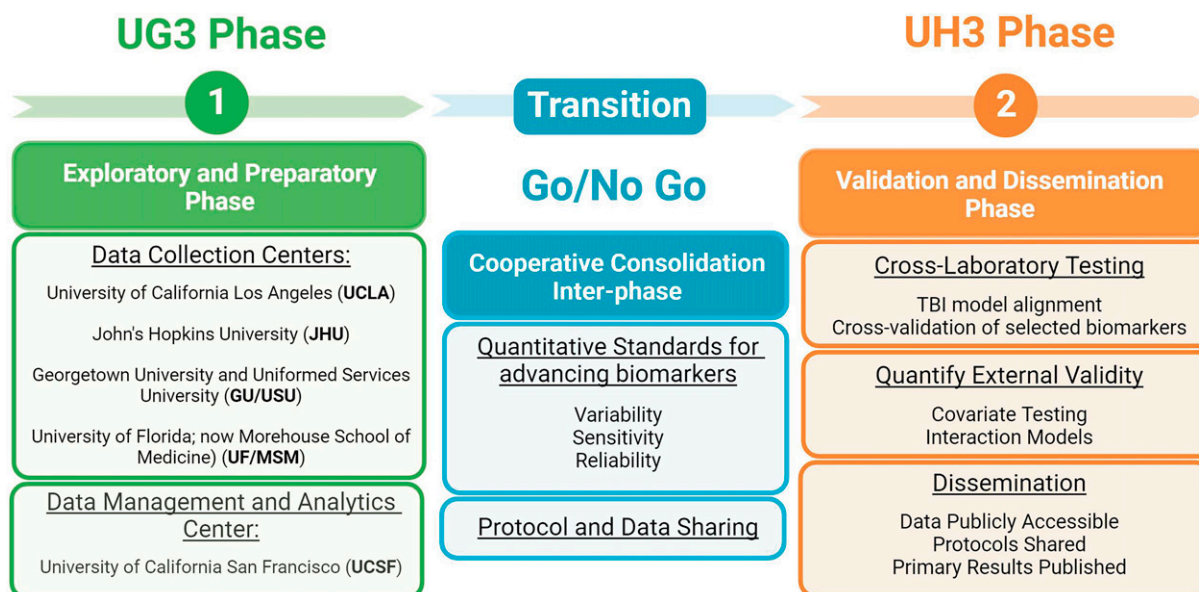 UG3 Phase
1
Exploratory and Preparatory
Phase
Data Collection Centers:
University of California Los Angeles (UCLA)
John's Hopkins University (JHU)
Georgetown University and Uniformed Services
University (GU/USU)
University of Florida; now Morehouse School of
Medicine) (UF/MSM)
Data Management and Analytics
Center:
University of California San Francisco (UCSF)
Transition
Go/No Go
Cooperative Consolidation
Inter-phase
Quantitative Standards for
advancing biomarkers
Variability
Sensitivity
Reliability
Protocol and Data Sharing
UH3 Phase
2
Validation and Dissemination
Phase
Cross-Laboratory Testing
TBI model alignment
Cross-validation of selected biomarkers
Quantify External Validity
Covariate Testing
Interaction Models
Dissemination
Data Publicly Accessible
Protocols Shared
Primary Results Published